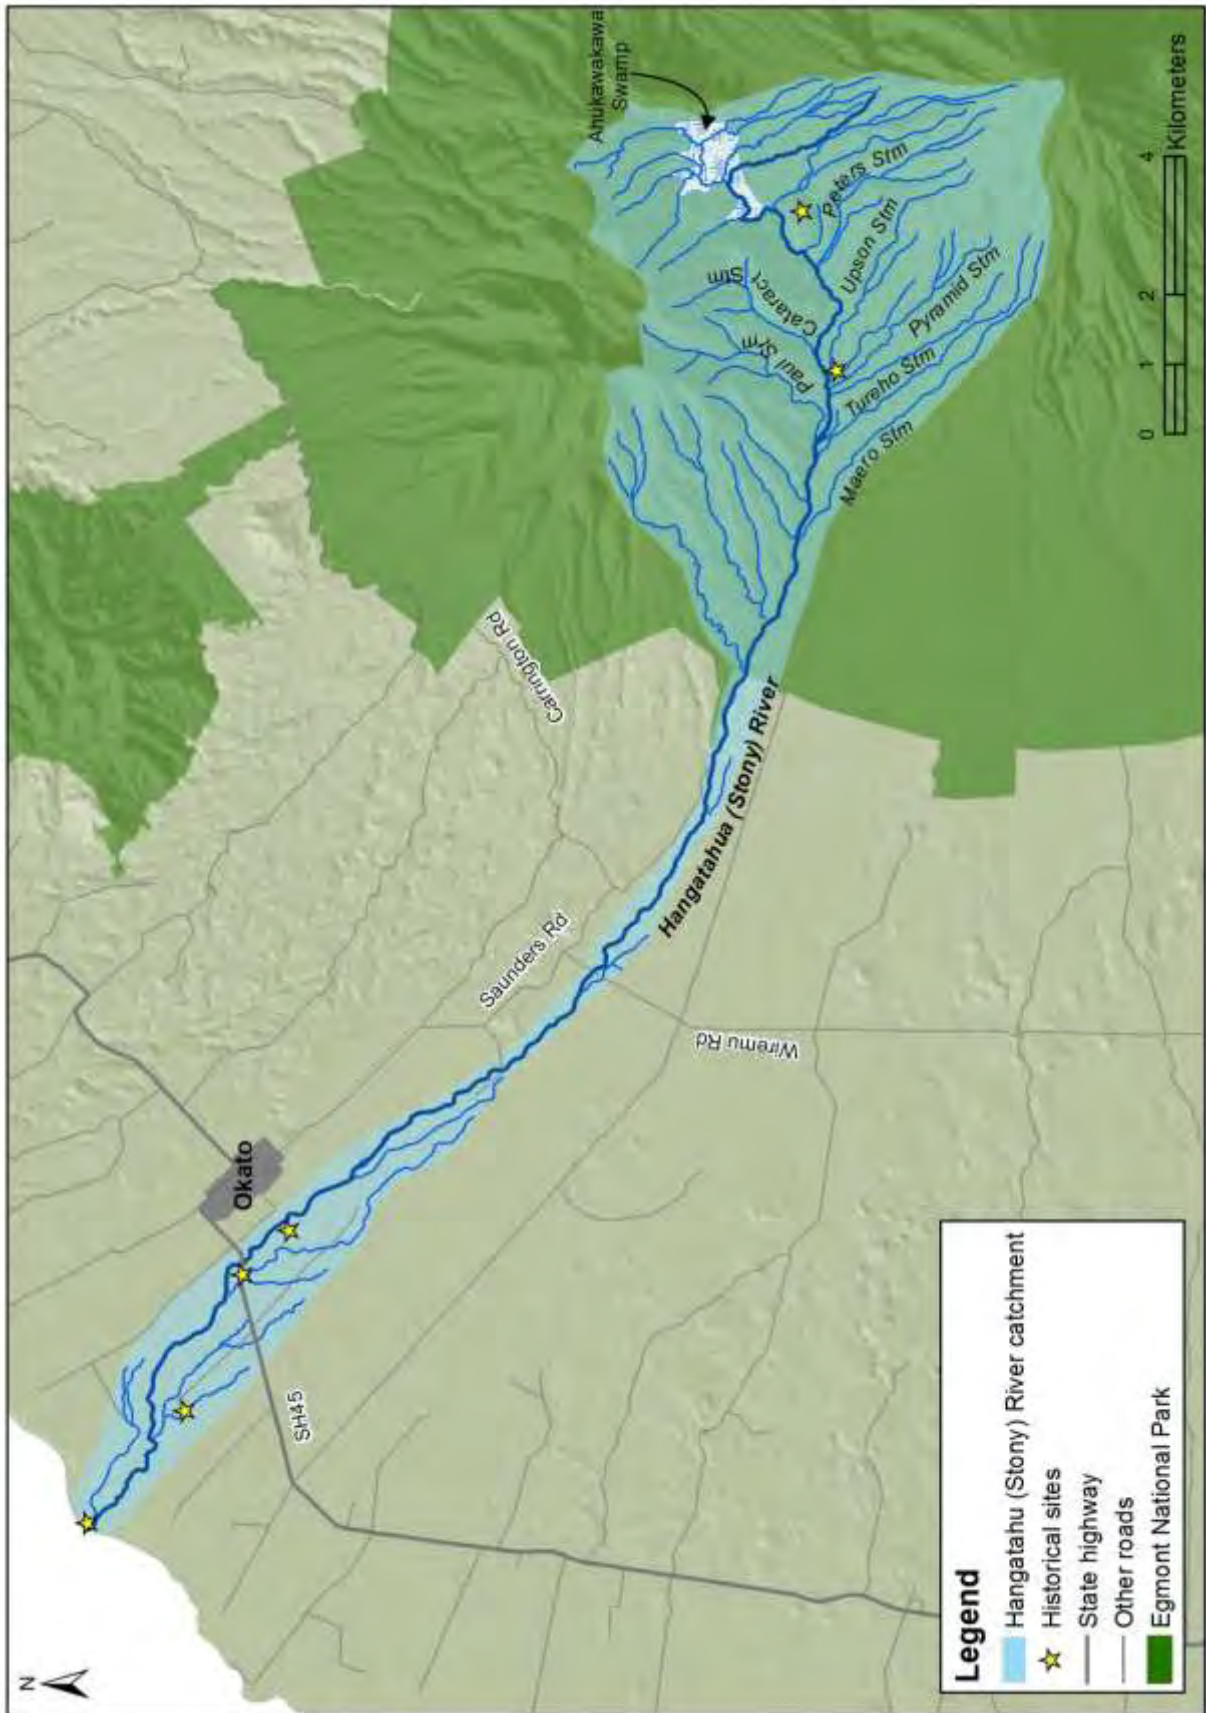 N
Ahukawakawa
Swamp
Peters Stm
Upson Stm
Cataract Stm
Paul Stm
Pyramid Stm
Tureho Stm
Maero Stm
Carrington Rd
Hangatahua (Stony) River
Saunders Rd
Wiremu Rd
Okato
SH45
0 1 2 4
Kilometers
Legend
Hangatahu (Stony) River catchment
Historical sites
State highway
Other roads
Egmont National Park